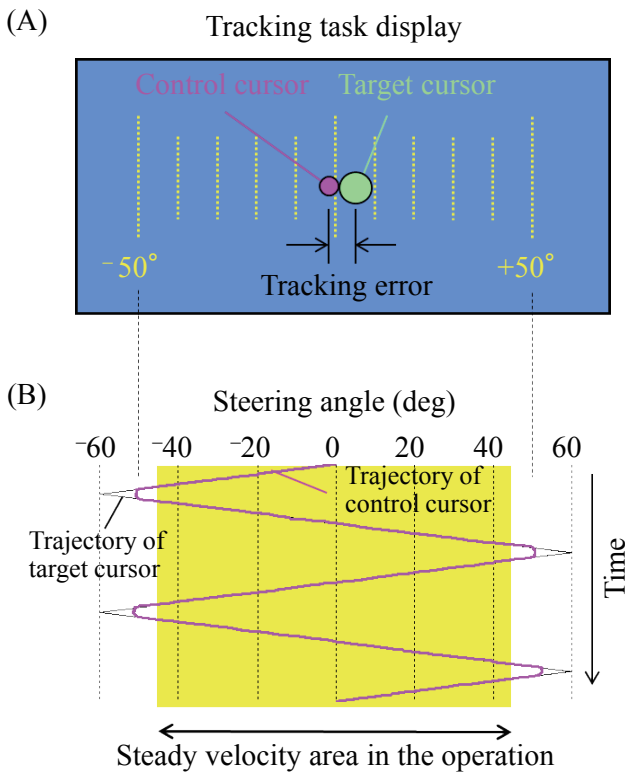 (A)
Tracking task display
Control cursor
Target cursor
−50°
+50°
Tracking error
(B)
Steering angle (deg)
−60 −40 −20 0 20 40 60
Trajectory of
control cursor
Trajectory of
target cursor
Time
Steady velocity area in the operation